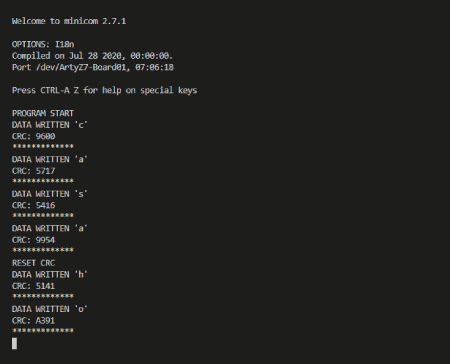 Welcome to minicom 2.7.1
OPTIONS: I18n
Compiled on Jul 28 2020, 00:00:00.
Port /dev/ArtyZ7-Board01, 07:06:18
Press CTRL-A Z for help on special keys
PROGRAM START
DATA WRITTEN 'c'
CRC: 9600
*************
DATA WRITTEN 'a'
CRC: 5717
*************
DATA WRITTEN 's'
CRC: 5416
*************
DATA WRITTEN 'a'
CRC: 9954
*************
RESET CRC
DATA WRITTEN 'h'
CRC: 5141
*************
DATA WRITTEN 'o'
CRC: A391
*************